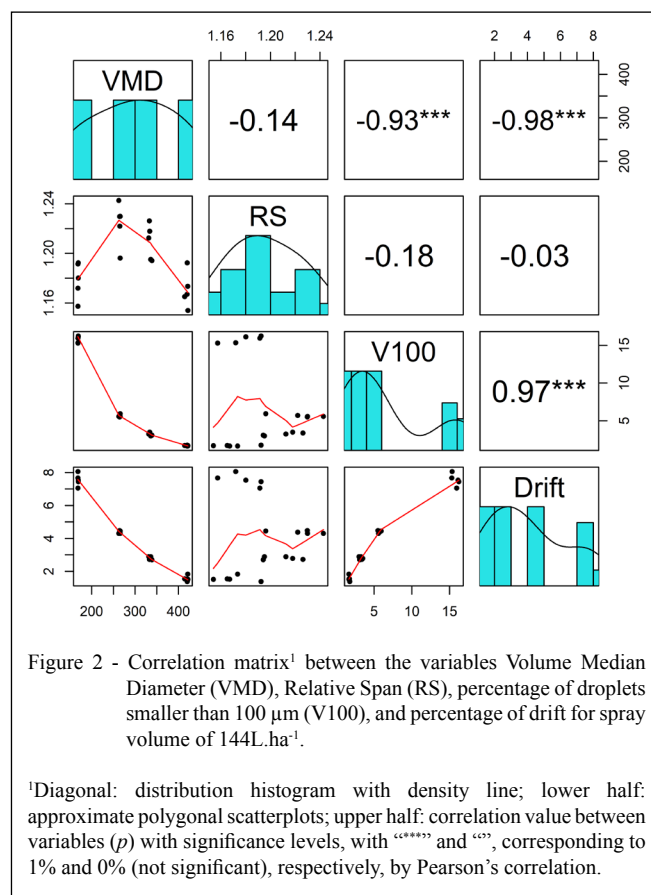 1.16 1.20 1.24
2 4 6 8
VMD
-0.14
-0.93***
-0.98***
200 300 400
1.16 1.20 1.24
RS
-0.18
-0.03
V100
0.97***
5 10 15
2 4 6 8
Drift
200 300 400
5 10 15
Figure 2 - Correlation matrix¹ between the variables Volume Median
Diameter (VMD), Relative Span (RS), percentage of droplets
smaller than 100 µm (V100), and percentage of drift for spray
volume of 144L.ha⁻¹.
¹Diagonal: distribution histogram with density line; lower half:
approximate polygonal scatterplots; upper half: correlation value between
variables (p) with significance levels, with “***” and “”, corresponding to
1% and 0% (not significant), respectively, by Pearson’s correlation.